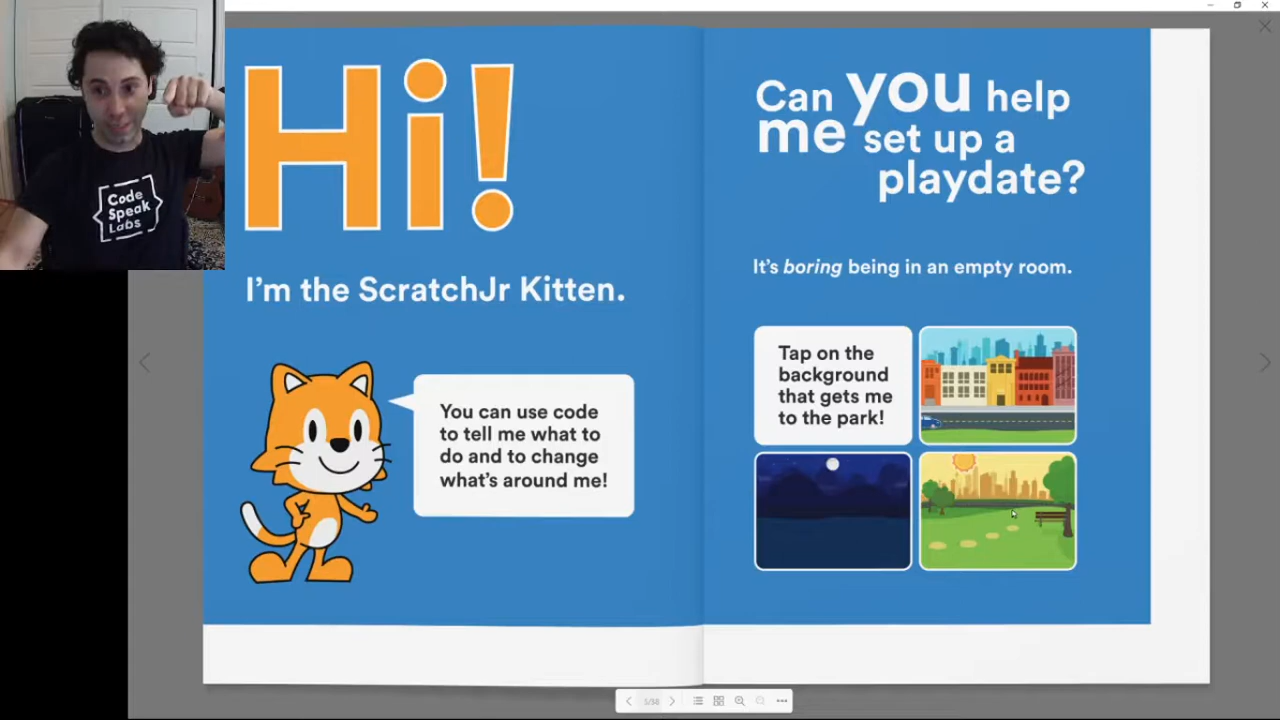 Code
Speak
Labs
Hi!
I'm the ScratchJr Kitten.
You can use code
to tell me what to
do and to change
what's around me!
Can you help
me set up a
playdate?
It's boring being in an empty room.
Tap on the
background
that gets me
to the park!
5/38